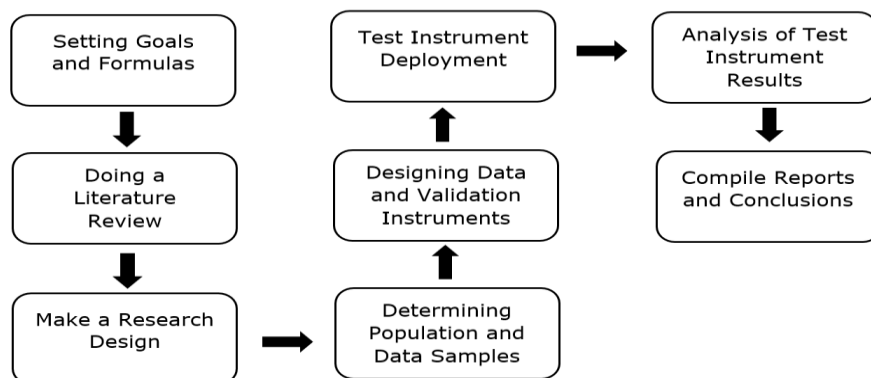 Setting Goals
and Formulas
Doing a
Literature
Review
Make a Research
Design
Determining
Population and
Data Samples
Designing Data
and Validation
Instruments
Test Instrument
Deployment
Analysis of Test
Instrument
Results
Compile Reports
and Conclusions